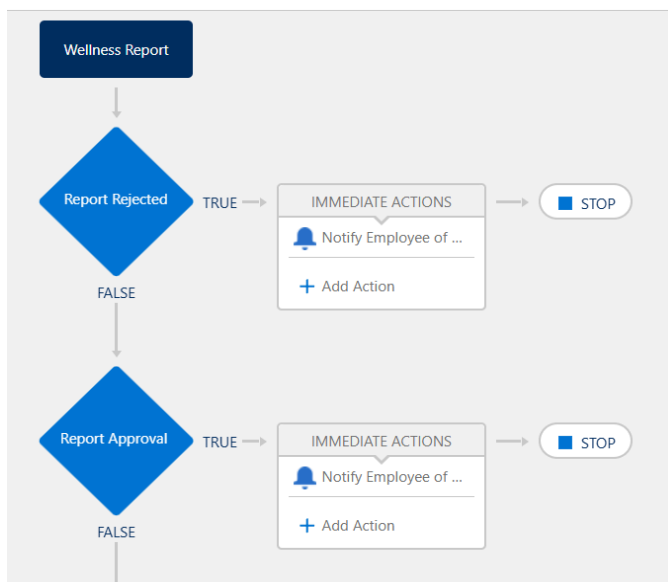 Wellness Report
Report Rejected
TRUE
IMMEDIATE ACTIONS
STOP
Notify Employee of ...
Add Action
FALSE
Report Approval
TRUE
IMMEDIATE ACTIONS
STOP
Notify Employee of ...
Add Action
FALSE